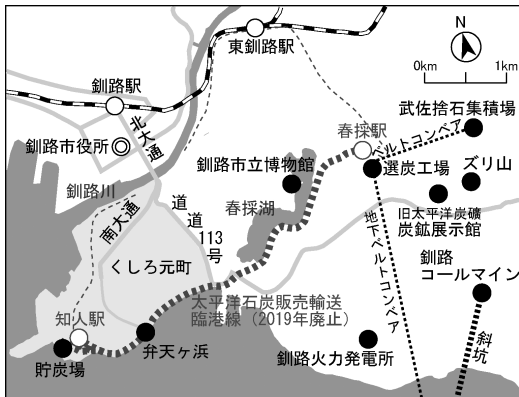 N
0km 1km
東釧路駅
釧路駅
北大通
釧路市役所
武佐捨石集積場
春採駅
ベルトコンベア
選炭工場
ズリ山
釧路市立博物館
春採湖
旧太平洋炭礦
炭鉱展示館
釧路川
南大通
道道113号
地下ベルトコンベア
釧路
コールマイン
くしろ元町
太平洋石炭販売輸送
臨港線（2019年廃止）
知人駅
弁天ヶ浜
貯炭場
釧路火力発電所
斜坑